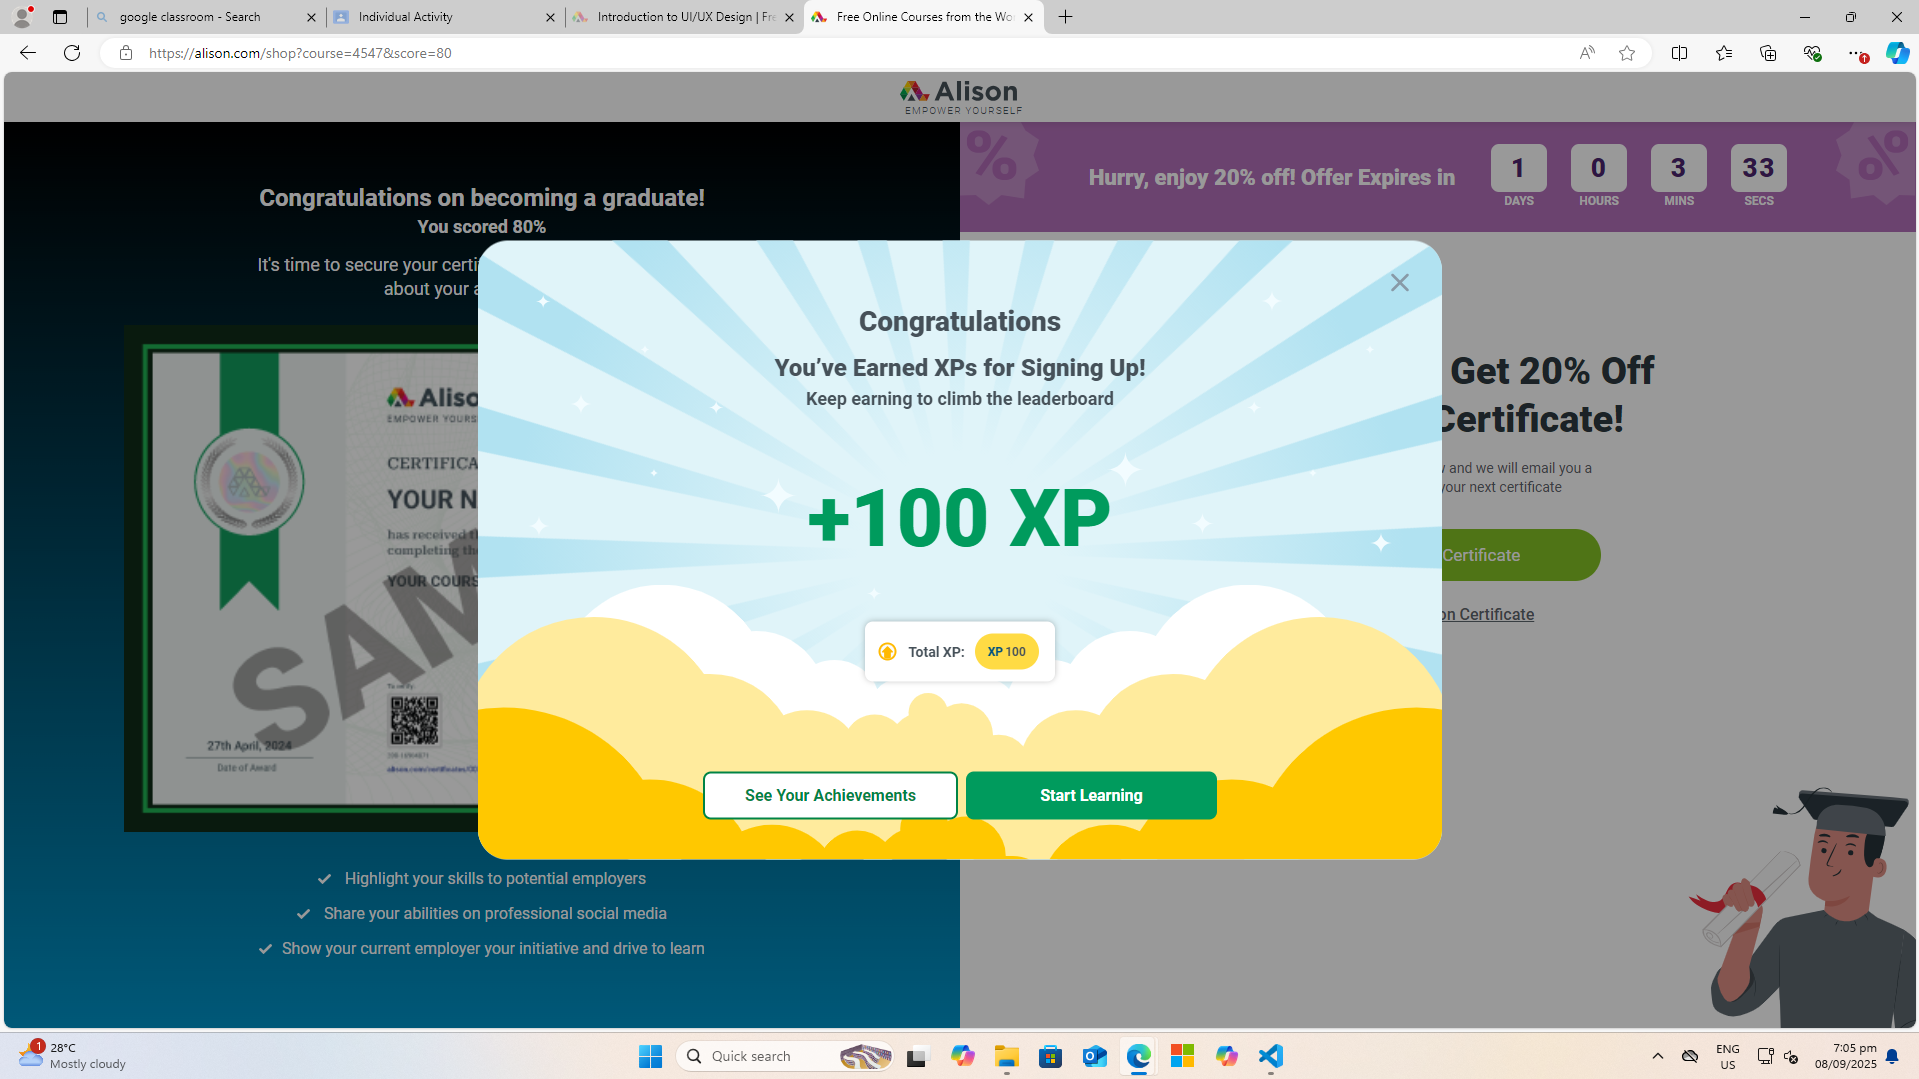 google classroom - Search
Individual Activity
Introduction to UI/UX Design | Fre
Free Online Courses from the Wor
https://alison.com/shop?course=4547&score=80
Alison
EMPOWER YOURSELF
Congratulations on becoming a graduate!
You scored 80%
It's time to secure your certi
about your a
Hurry, enjoy 20% off! Offer Expires in
1 0 3 33
DAYS HOURS MINS SECS
% %
Congratulations
You've Earned XPs for Signing Up!
Keep earning to climb the leaderboard
+100 XP
Total XP: XP 100
See Your Achievements
Start Learning
Aliso
EMPOWER YOURS
CERTIFICA
YOUR N
has received t
completing the
YOUR COURS
SAM
27th April, 2024
Date of Award
Get 20% Off
Certificate!
and we will email you a
your next certificate
Certificate
on Certificate
Highlight your skills to potential employers
Share your abilities on professional social media
Show your current employer your initiative and drive to learn
1
28°C
Mostly cloudy
Quick search
ENG
US
7:05 pm
08/09/2025